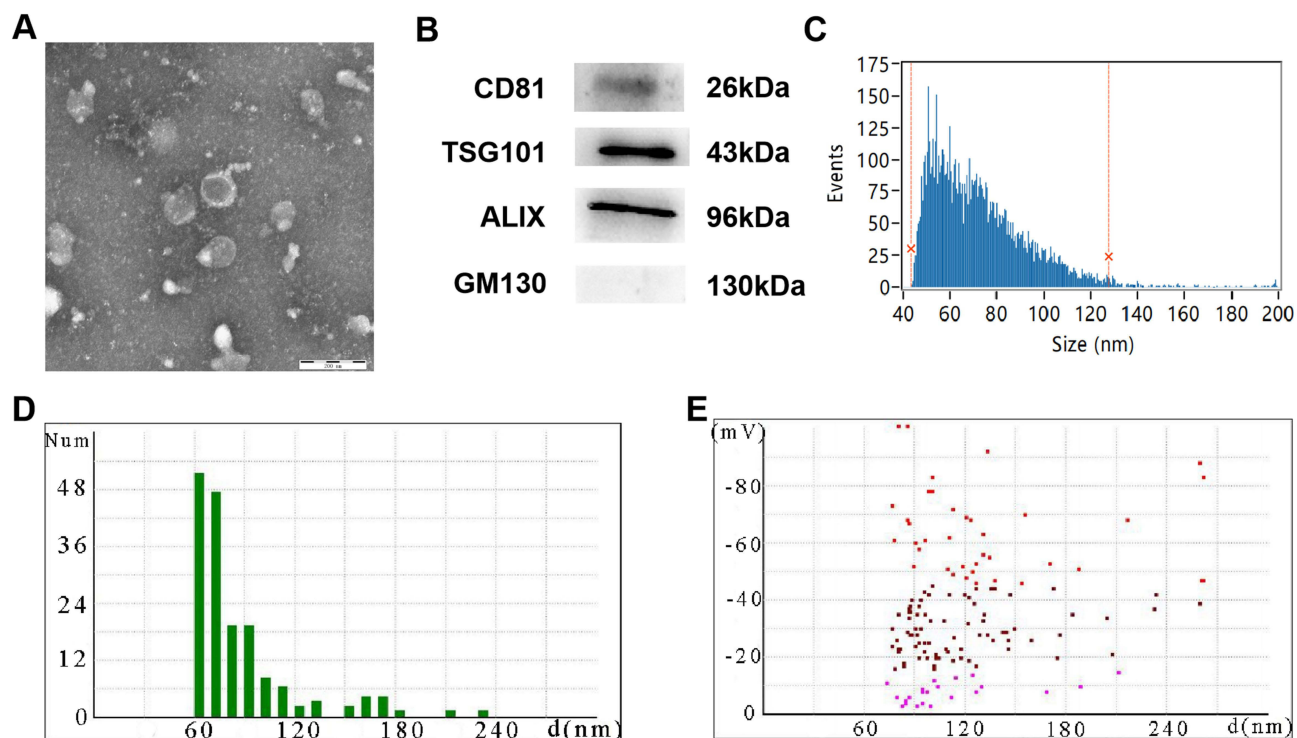 A
200 nm
B
CD81 26kDa
TSG101 43kDa
ALIX 96kDa
GM130 130kDa
C
175
150
125
100
75
50
25
0
Events
40 60 80 100 120 140 160 180 200
Size (nm)
D
Num
48
36
24
12
0
60 120 180 240 d(nm)
E
(mV)
-80
-60
-40
-20
0
60 120 180 240 d(nm)